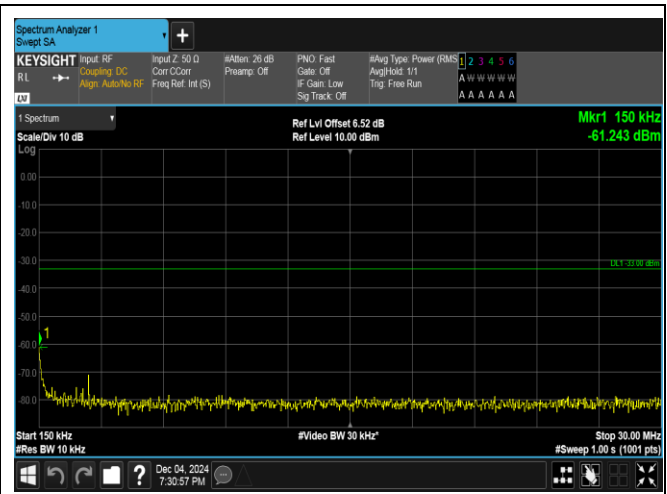 Spectrum Analyzer 1
Swept SA
KEYSIGHT
RL
Input: RF
Coupling: DC
Align: Auto/No RF
Input Z: 50 Ω
Corr CCorr
Freq Ref: Int (S)
#Atten: 26 dB
Preamp: Off
PNO: Fast
Gate: Off
IF Gain: Low
Sig Track: Off
#Avg Type: Power (RMS
Avg|Hold: 1/1
Trig: Free Run
1 2 3 4 5 6
A W W W W W
A A A A A A
LXI
1 Spectrum
Scale/Div 10 dB
Log
Ref Lvl Offset 6.52 dB
Ref Level 10.00 dBm
Mkr1 150 kHz
-61.243 dBm
0.00
-10.0
-20.0
-30.0
DL1 -33.00 dBm
-40.0
-50.0
1
-60.0
-70.0
-80.0
Start 150 kHz
#Res BW 10 kHz
#Video BW 30 kHz*
Stop 30.00 MHz
#Sweep 1.00 s (1001 pts)
?
Dec 04, 2024
7:30:57 PM